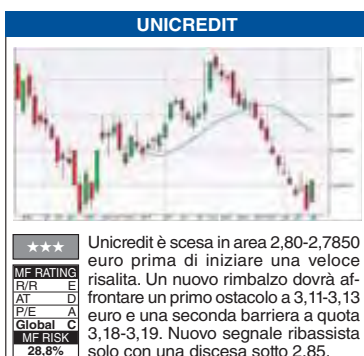 UNICREDIT
★★★
MF RATING
R/R E
AT D
P/E A
Global C
MF RISK
28,8%
Unicredit è scesa in area 2,80-2,7850
euro prima di iniziare una veloce
risalita. Un nuovo rimbalzo dovrà af-
frontare un primo ostacolo a 3,11-3,13
euro e una seconda barriera a quota
3,18-3,19. Nuovo segnale ribassista
solo con una discesa sotto 2,85.